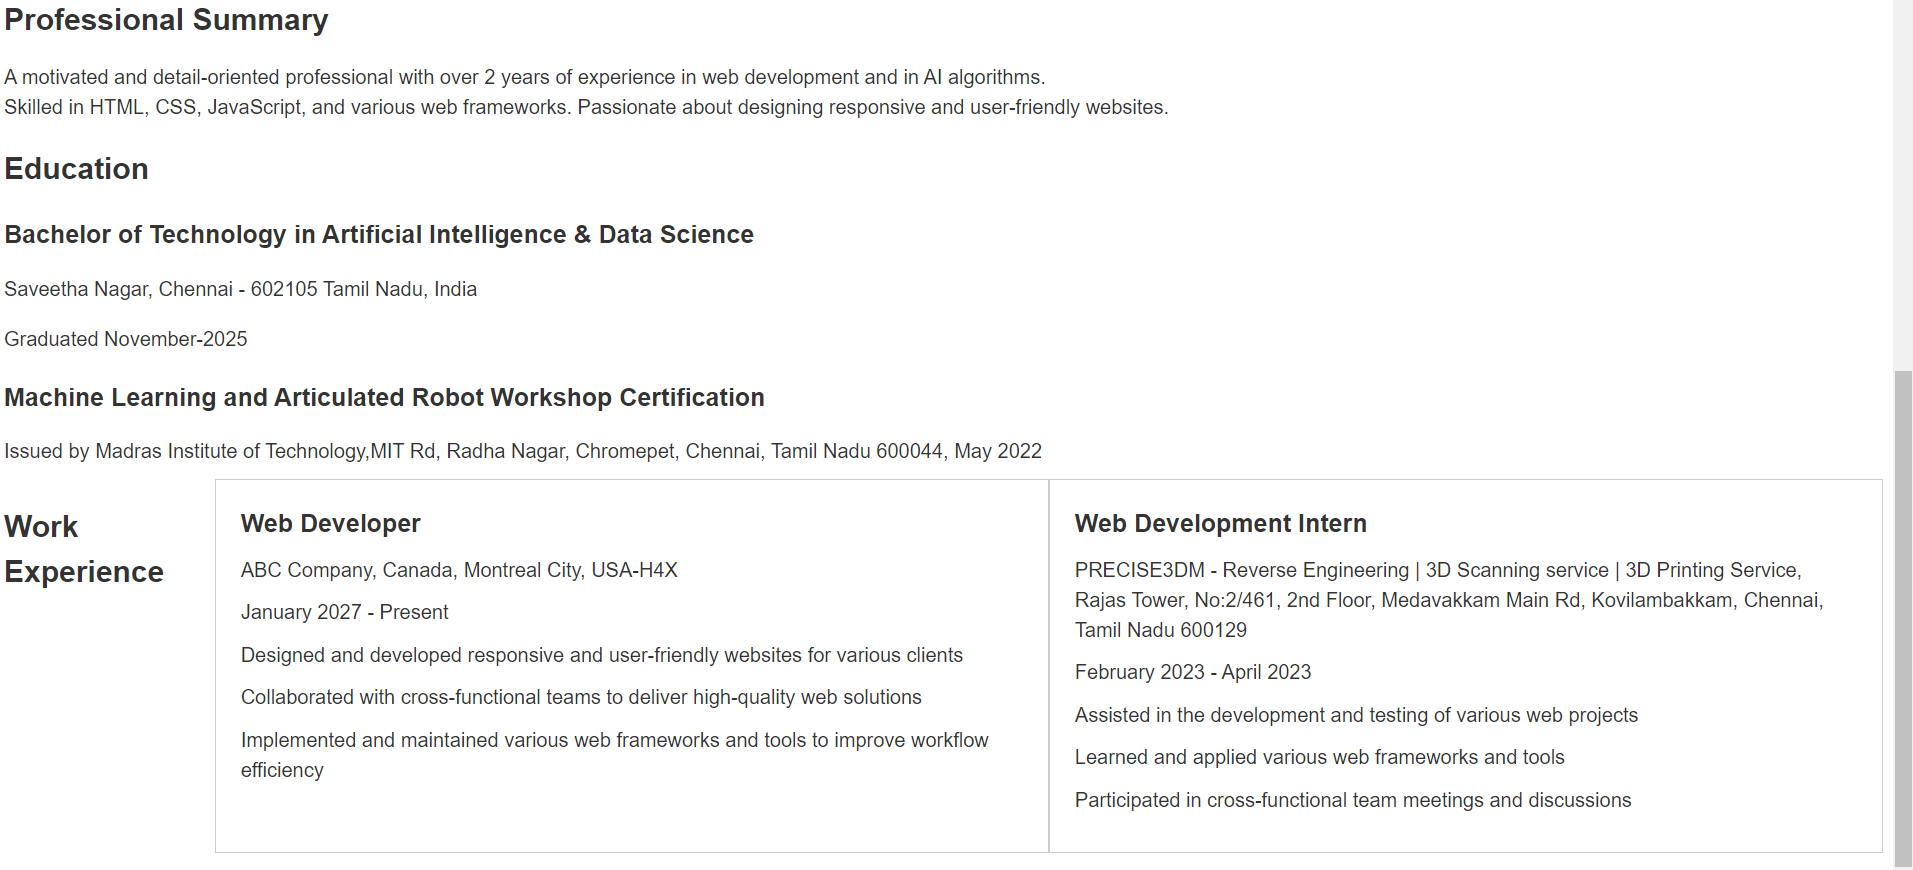 Professional Summary
A motivated and detail-oriented professional with over 2 years of experience in web development and in AI algorithms.
Skilled in HTML, CSS, JavaScript, and various web frameworks. Passionate about designing responsive and user-friendly websites.
Education
Bachelor of Technology in Artificial Intelligence & Data Science
Saveetha Nagar, Chennai - 602105 Tamil Nadu, India
Graduated November-2025
Machine Learning and Articulated Robot Workshop Certification
Issued by Madras Institute of Technology,MIT Rd, Radha Nagar, Chromepet, Chennai, Tamil Nadu 600044, May 2022
Work
Experience
Web Developer
ABC Company, Canada, Montreal City, USA-H4X
January 2027 - Present
Designed and developed responsive and user-friendly websites for various clients
Collaborated with cross-functional teams to deliver high-quality web solutions
Implemented and maintained various web frameworks and tools to improve workflow
efficiency
Web Development Intern
PRECISE3DM - Reverse Engineering | 3D Scanning service | 3D Printing Service,
Rajas Tower, No:2/461, 2nd Floor, Medavakkam Main Rd, Kovilambakkam, Chennai,
Tamil Nadu 600129
February 2023 - April 2023
Assisted in the development and testing of various web projects
Learned and applied various web frameworks and tools
Participated in cross-functional team meetings and discussions